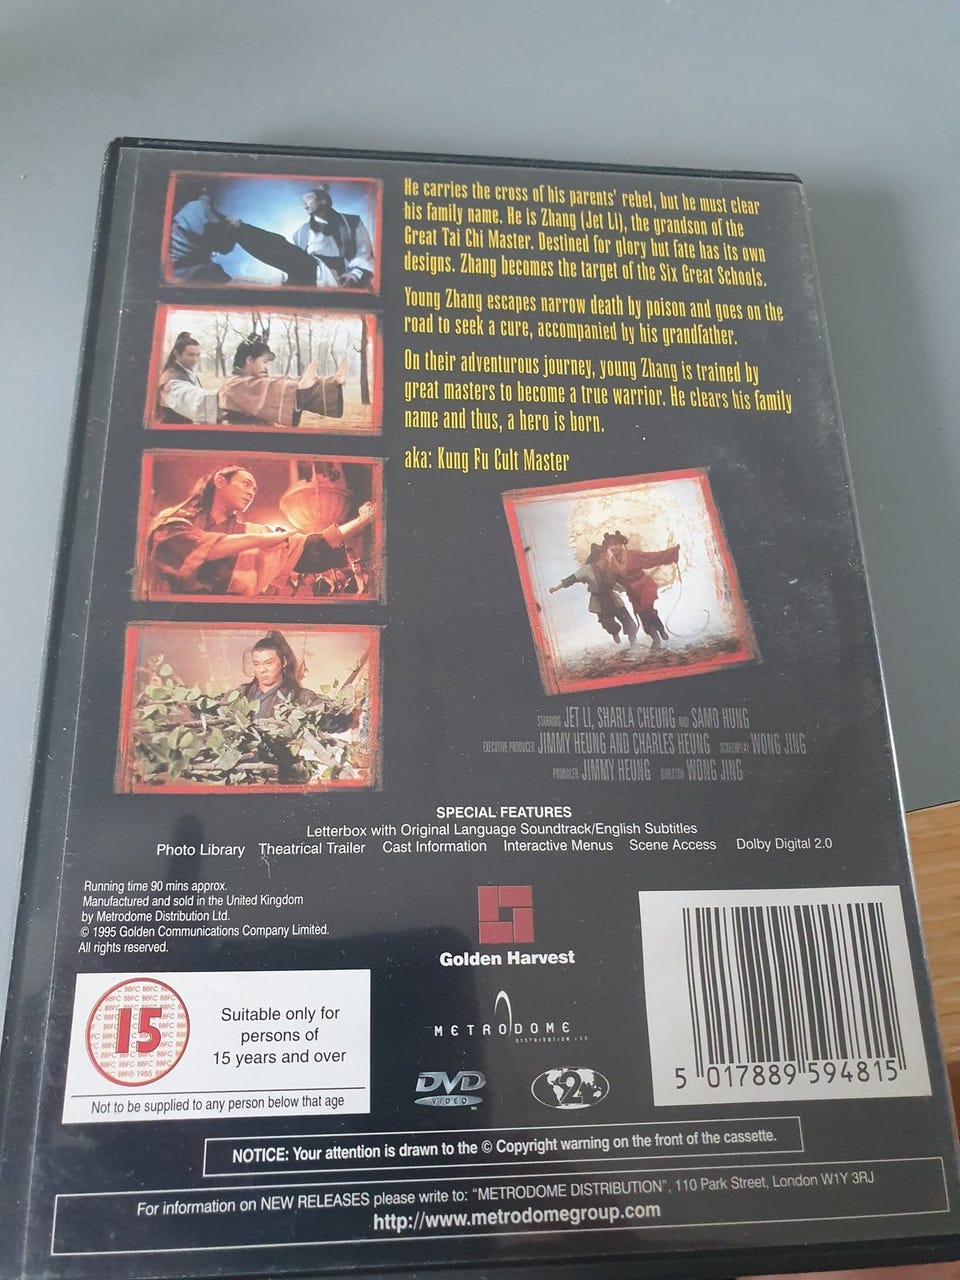 He carries the cross of his parents' rebel, but he must clear
his family name. He is Zhang (Jet Li), the grandson of the
Great Tai Chi Master. Destined for glory but fate has its own
designs. Zhang becomes the target of the Six Great Schools.
Young Zhang escapes narrow death by poison and goes on the
road to seek a cure, accompanied by his grandfather.
On their adventurous journey, young Zhang is trained by
great masters to become a true warrior. He clears his family
name and thus, a hero is born.
aka: Kung Fu Cult Master
STARRING JET LI, SHARLA CHEUNG AND SAMO HUNG
EXECUTIVE PRODUCER JIMMY HEUNG AND CHARLES HEUNG SCREENPLAY WONG JING
PRODUCER JIMMY HEUNG DIRECTOR WONG JING
SPECIAL FEATURES
Letterbox with Original Language Soundtrack/English Subtitles
Photo Library Theatrical Trailer Cast Information Interactive Menus Scene Access Dolby Digital 2.0
Running time 90 mins approx.
Manufactured and sold in the United Kingdom
by Metrodome Distribution Ltd.
© 1995 Golden Communications Company Limited.
All rights reserved.
Golden Harvest
METRODOME
DISTRIBUTION LTD
DVD
VIDEO
2
15
Suitable only for
persons of
15 years and over
Not to be supplied to any person below that age
5 017889 594815
NOTICE: Your attention is drawn to the © Copyright warning on the front of the cassette.
For information on NEW RELEASES please write to: "METRODOME DISTRIBUTION", 110 Park Street, London W1Y 3RJ
http://www.metrodomegroup.com